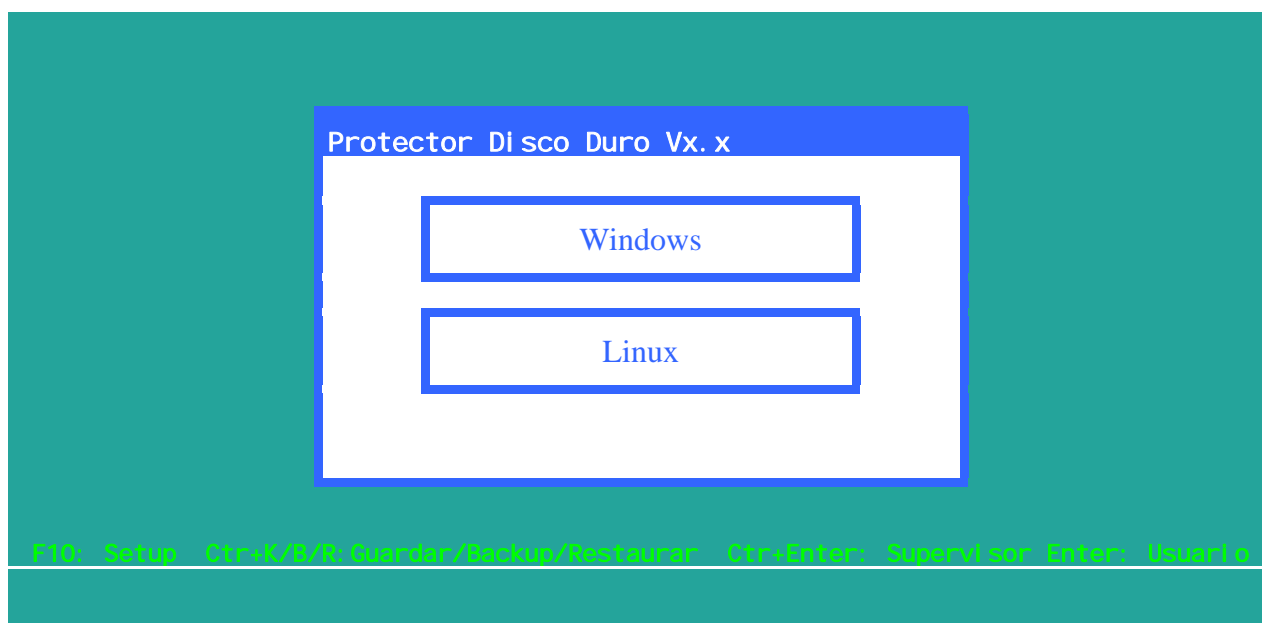 Protector Disco Duro Vx.x
Windows
Linux
F10: Setup Ctr+K/B/R:Guardar/Backup/Restaurar Ctr+Enter: Supervisor Enter: Usuario